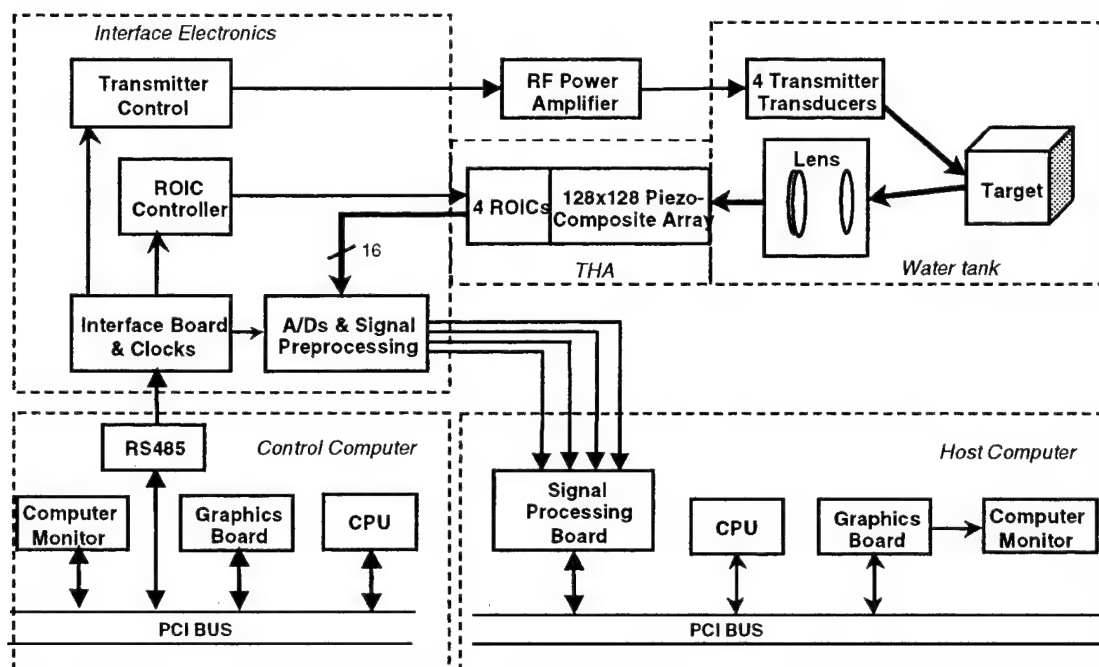 Interface Electronics
Transmitter
Control
RF Power
Amplifier
4 Transmitter
Transducers
ROIC
Controller
4 ROICs
128x128 Piezo-
Composite Array
Lens
Target
16
THA
Water tank
Interface Board
& Clocks
A/Ds & Signal
Preprocessing
RS485
Control Computer
Computer
Monitor
Graphics
Board
CPU
PCI BUS
Host Computer
Signal
Processing
Board
CPU
Graphics
Board
Computer
Monitor
PCI BUS